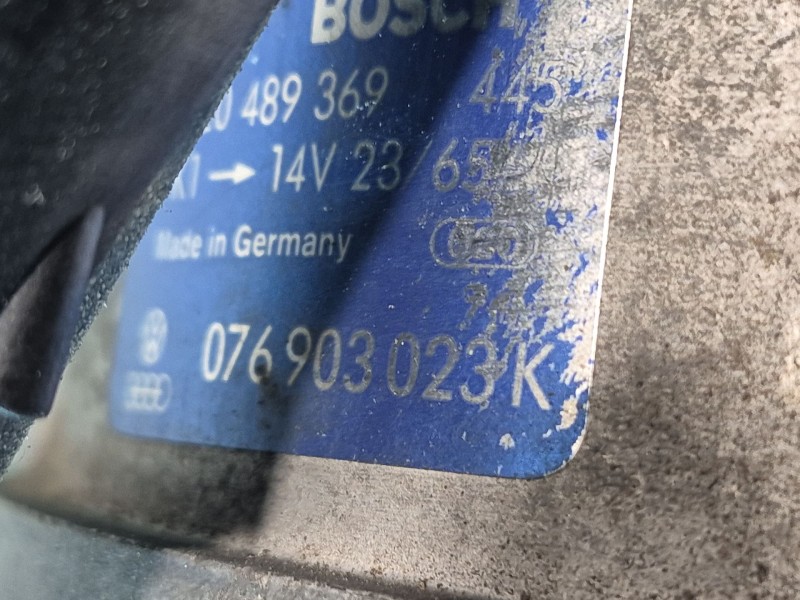 BOSCH
489 369 445
→ 14V 23/65
Made in Germany
076 903 023 K